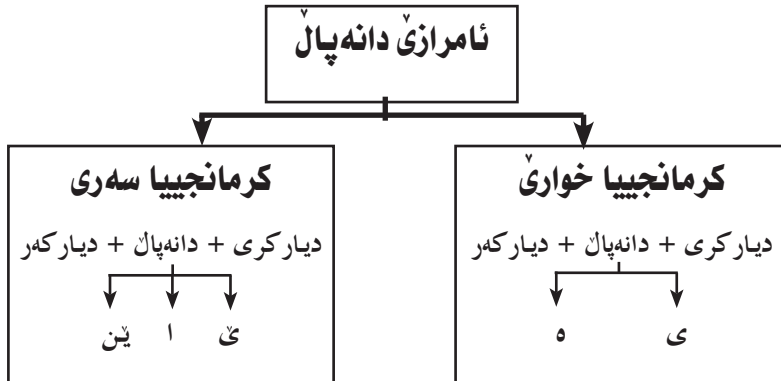 ئامرازێ دانەپاڵ
کرمانجییا خوارێ
دیارکری + دانەپاڵ + دیارکەر
ی ە
کرمانجییا سەری
دیارکری + دانەپاڵ + دیارکەر
ێ ا ێن